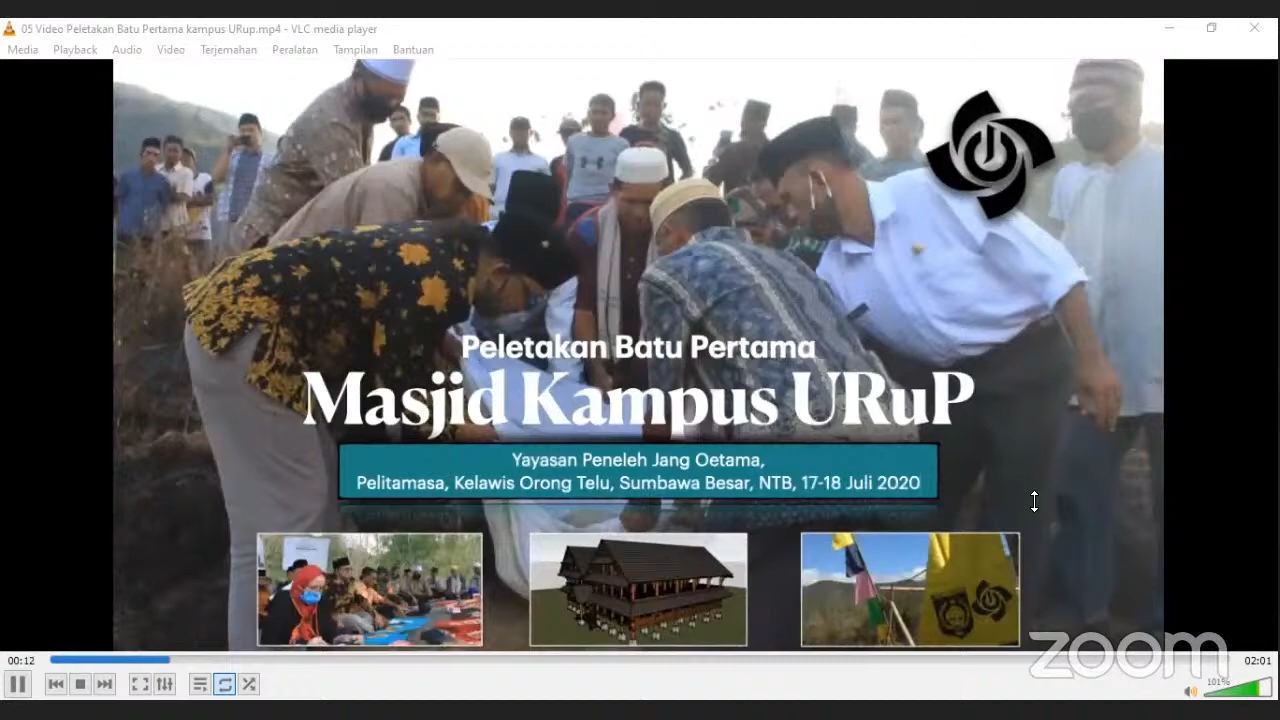 05 Video Peletakan Batu Pertama kampus URup.mp4 - VLC media player
Media Playback Audio Video Terjemahan Peralatan Tampilan Bantuan
Peletakan Batu Pertama
Masjid Kampus URuP
Yayasan Peneleh Jang Oetama,
Pelitamasa, Kelawis Orong Telu, Sumbawa Besar, NTB, 17-18 Juli 2020
zoom
00:12
02:01
101%